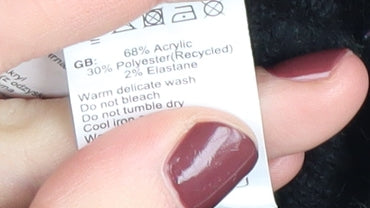 68% Acrylic
GB: 30% Polyester(Recycled)
2% Elastane
Warm delicate wash
Do not bleach
Do not tumble dry
Cool iron